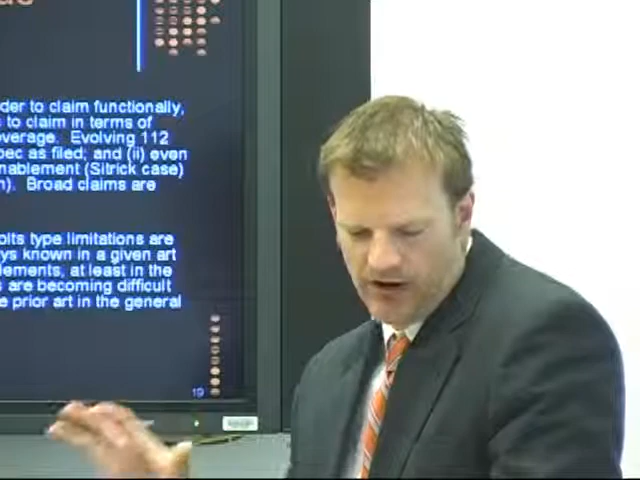 der to claim functionally,
to claim in terms of
overage. Evolving 112
pec as filed; and (ii) even
nablement (Sitrick case)
n). Broad claims are
olts type limitations are
ys known in a given art
lements, at least in the
are becoming difficult
e prior art in the general
19